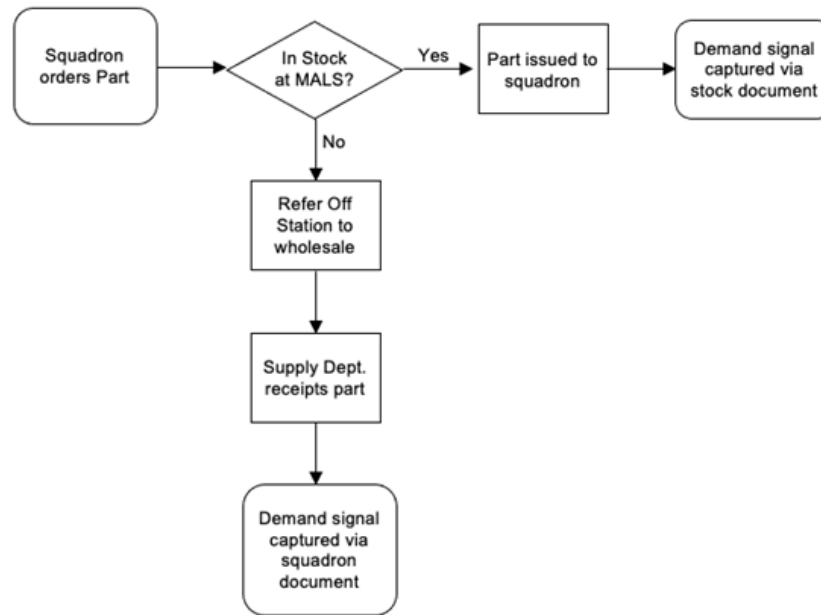 Squadron
orders Part
In Stock
at MALS?
Yes
Part issued to
squadron
Demand signal
captured via
stock document
No
Refer Off
Station to
wholesale
Supply Dept.
receipts part
Demand signal
captured via
squadron
document